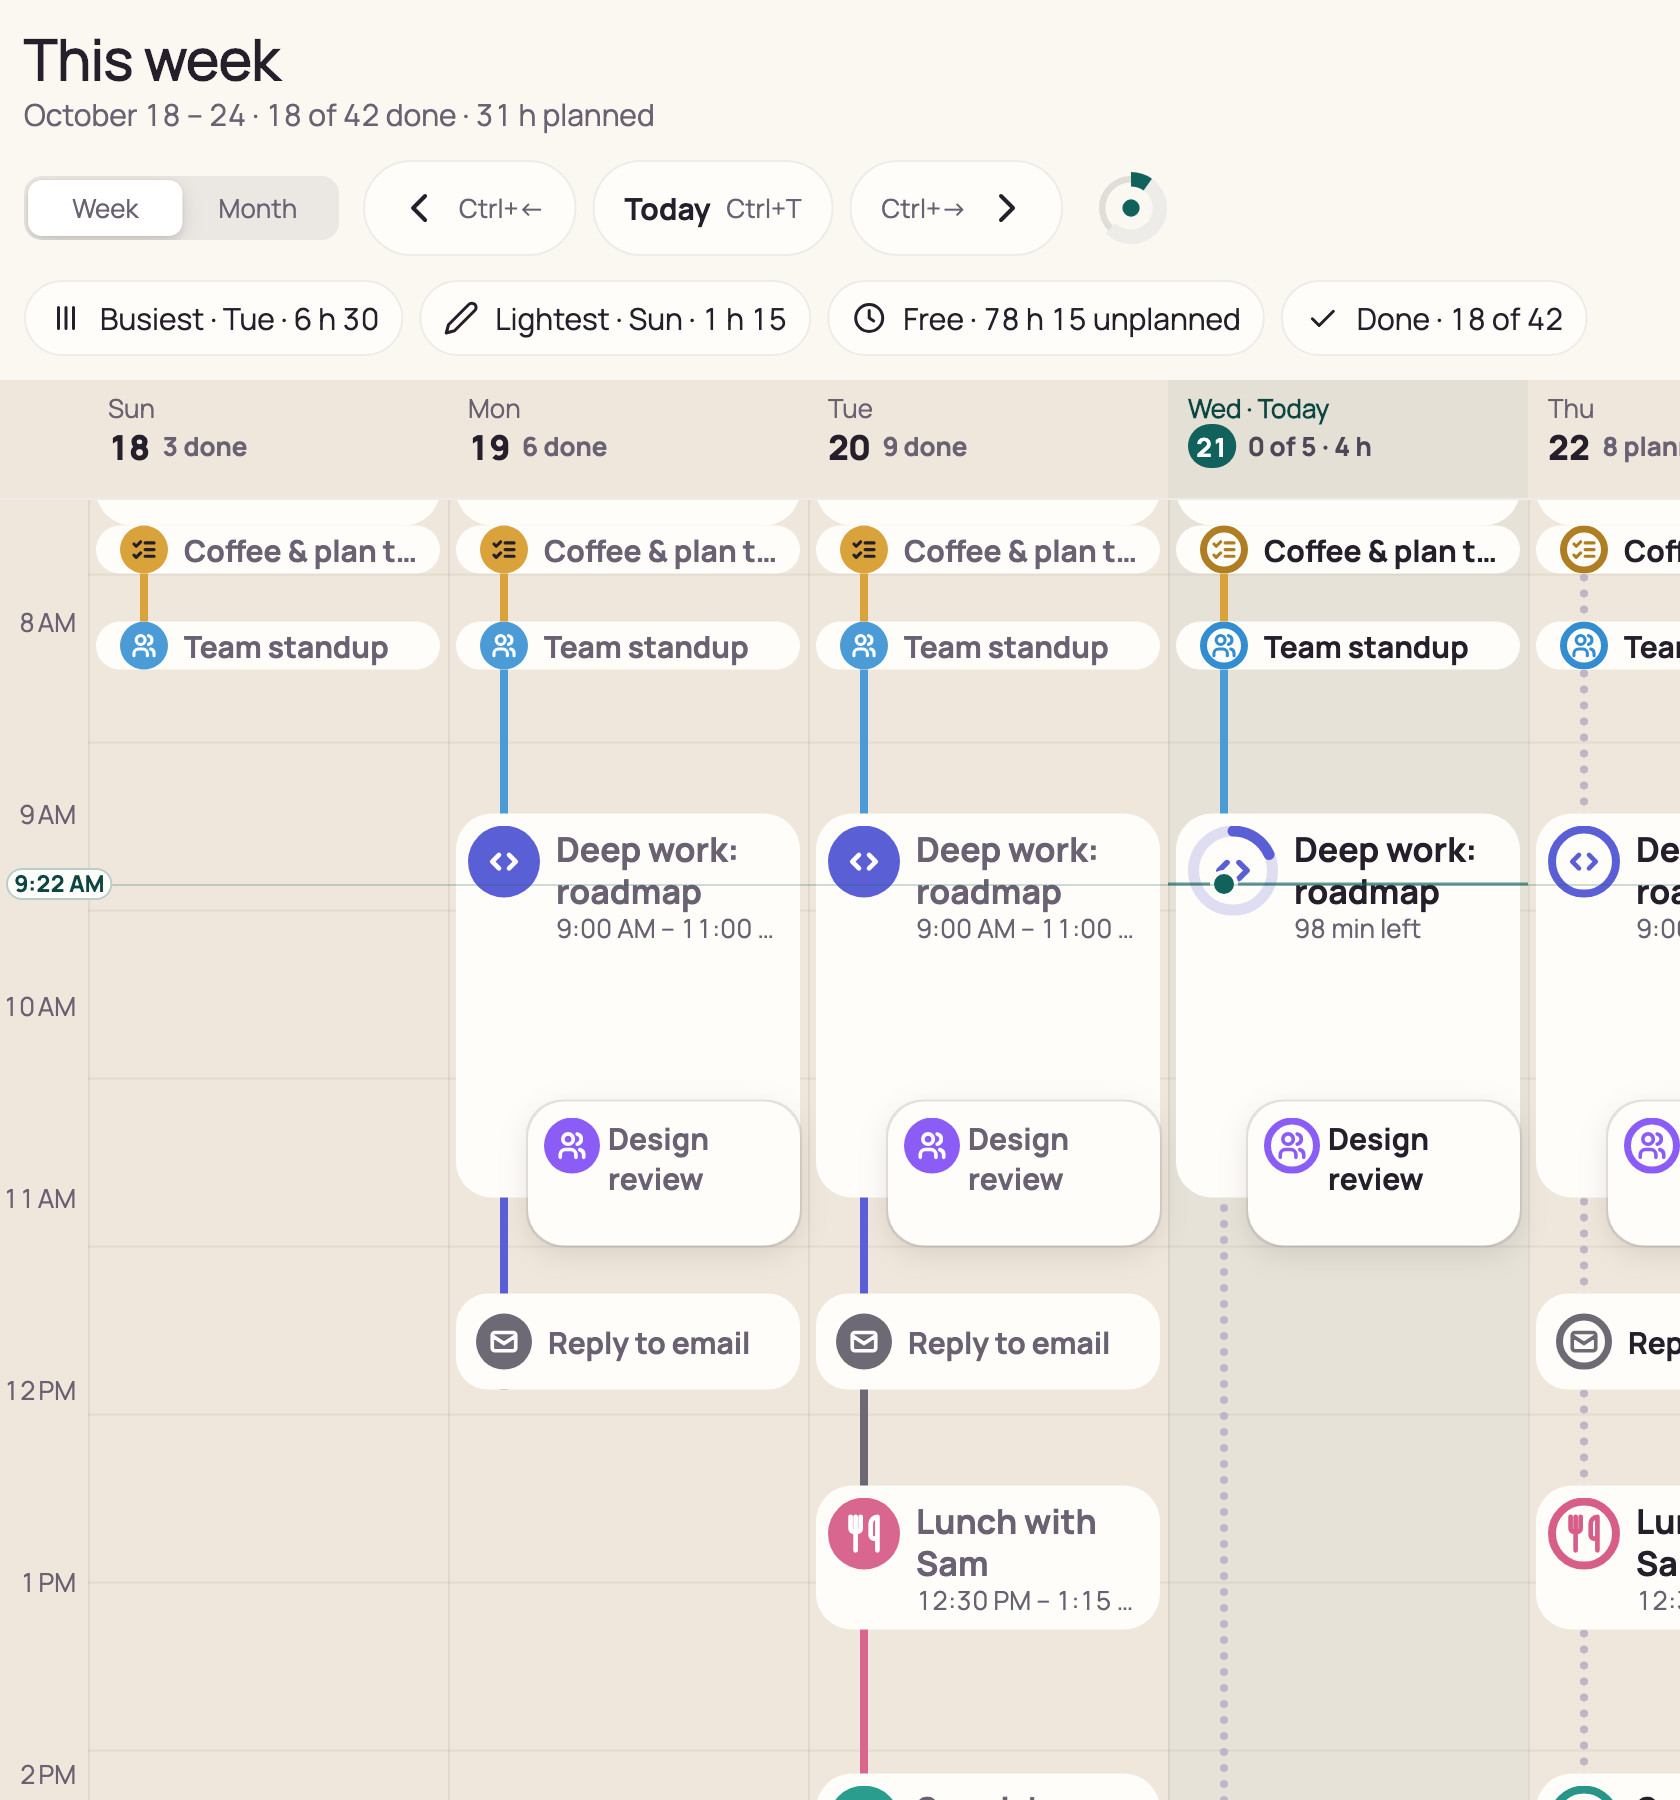 This week
October 18 – 24 · 18 of 42 done · 31 h planned
Week
Month
Ctrl+←
Today Ctrl+T
Ctrl+→
Busiest · Tue · 6 h 30
Lightest · Sun · 1 h 15
Free · 78 h 15 unplanned
Done · 18 of 42
Sun
18 3 done
Mon
19 6 done
Tue
20 9 done
Wed · Today
21 0 of 5 · 4 h
Thu
22 8 plan
Coffee & plan t...
Coffee & plan t...
Coffee & plan t...
Coffee & plan t...
8 AM
Team standup
Team standup
Team standup
Team standup
9 AM
Deep work:
roadmap
9:00 AM – 11:00 ...
Deep work:
roadmap
9:00 AM – 11:00 ...
Deep work:
roadmap
98 min left
9:22 AM
10 AM
Design
review
Design
review
Design
review
11 AM
Reply to email
Reply to email
12 PM
Lunch with
Sam
12:30 PM – 1:15 ...
1 PM
2 PM